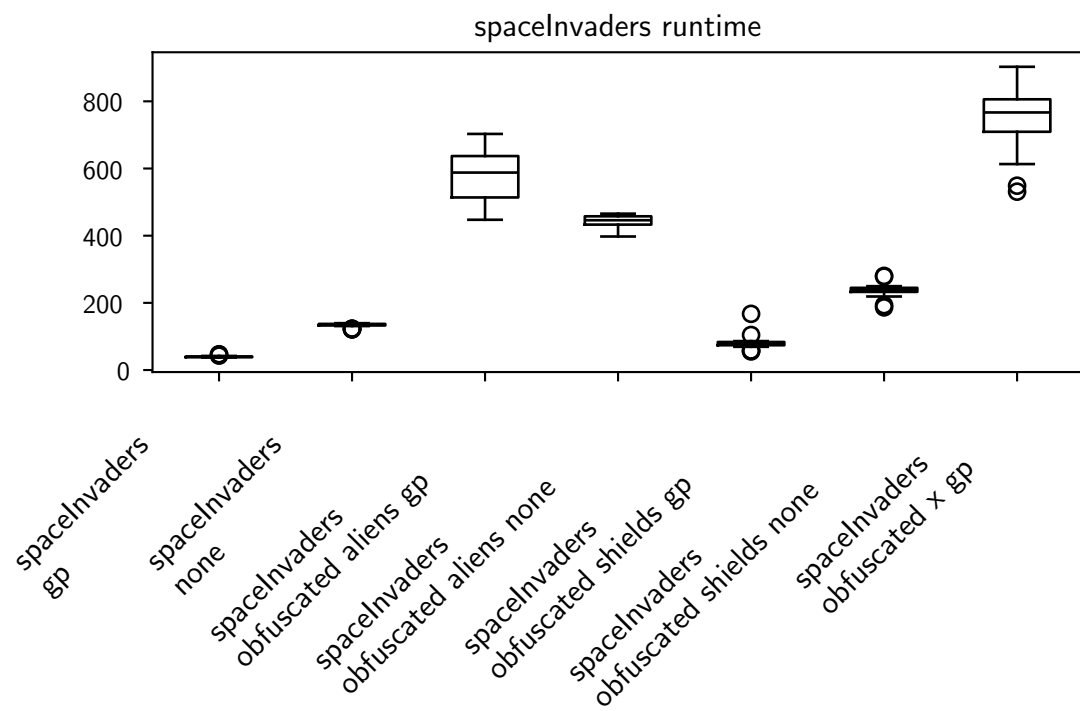 spaceInvaders runtime
800
600
400
200
0
spaceInvaders
gp
spaceInvaders
none
spaceInvaders
obfuscated aliens gp
spaceInvaders
obfuscated aliens none
spaceInvaders
obfuscated shields gp
spaceInvaders
obfuscated shields none
spaceInvaders
obfuscated x gp